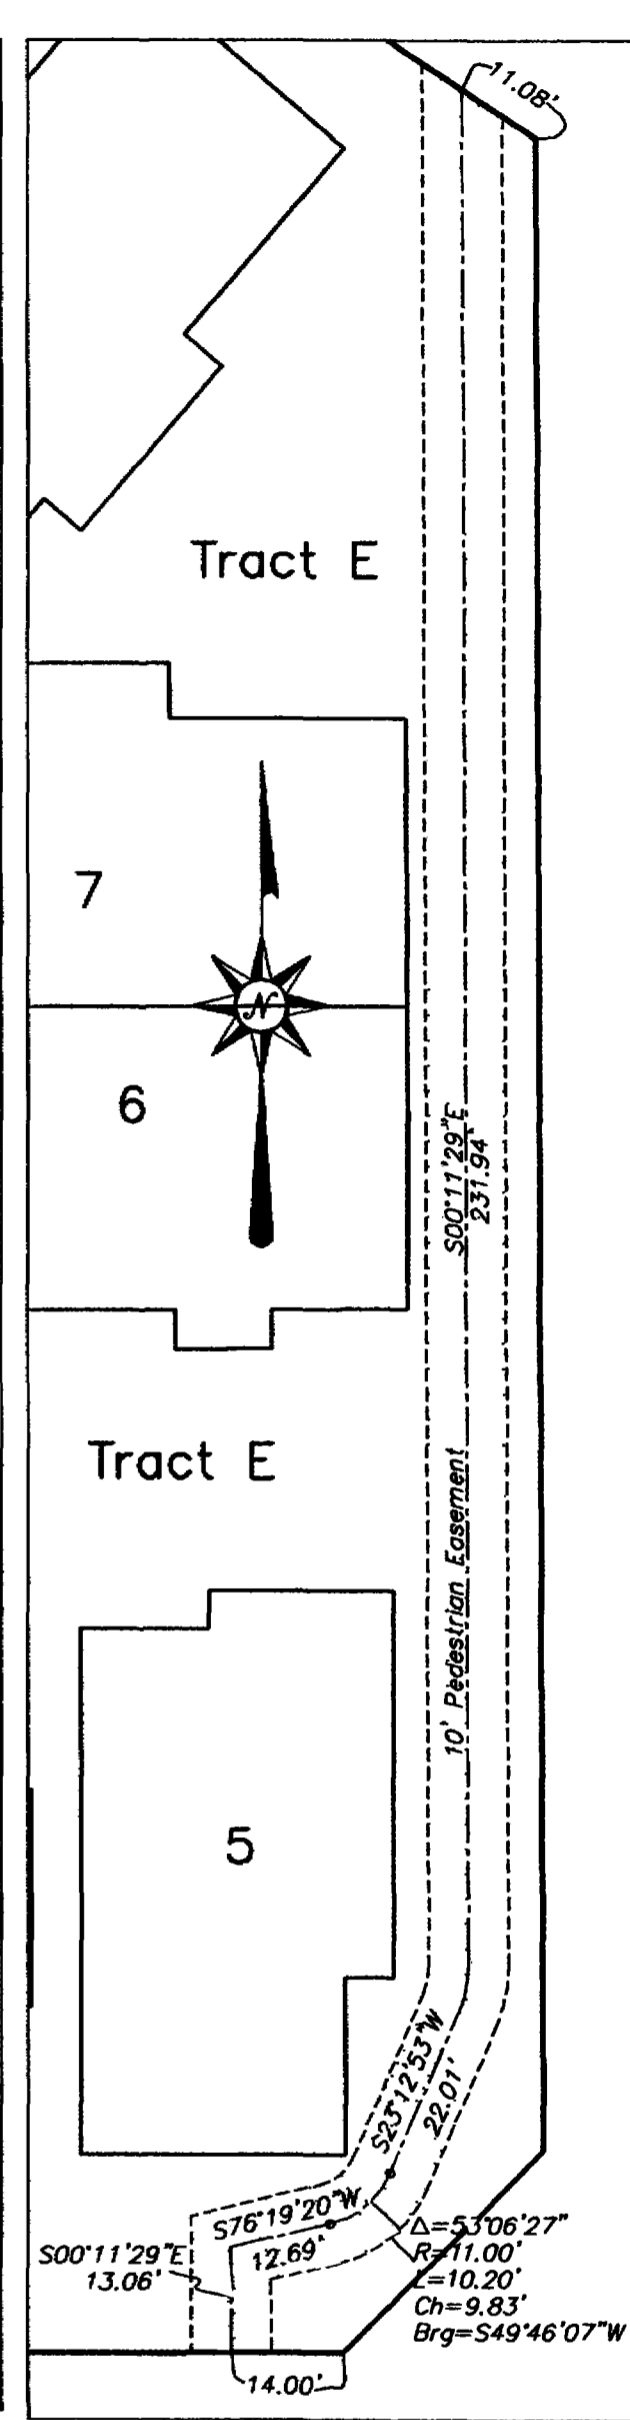 11.08'
Tract E
7
N
6
S00°11'29"E
231.94'
Tract E
10' Pedestrian Easement
5
S23°12'53"W
22.01'
S76°19'20"W
12.69'
S00°11'29"E
13.06'
Δ=53°06'27"
R=11.00'
L=10.20'
Ch=9.83'
Brg=S49°46'07"W
14.00'